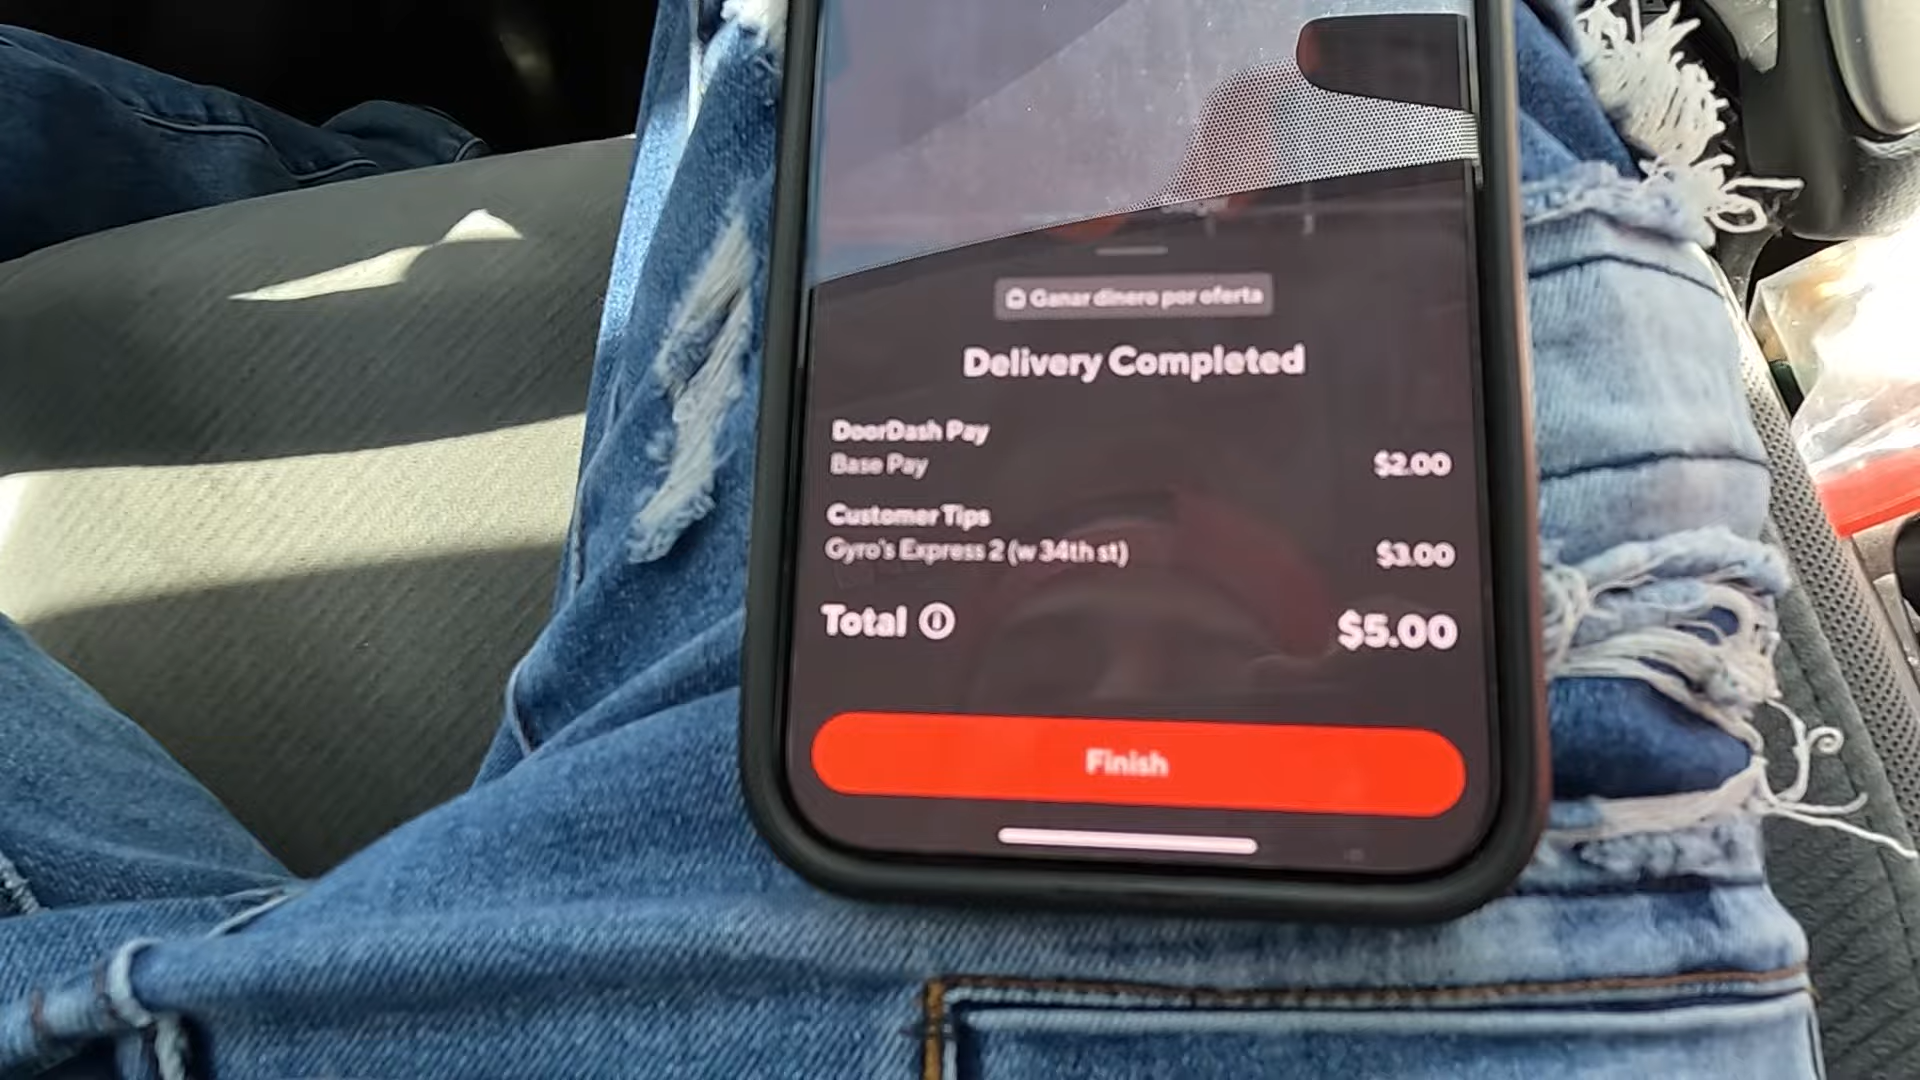 Ganar dinero por oferta
Delivery Completed
DoorDash Pay
Base Pay $2.00
Customer Tips
Gyro's Express 2 (w 34th st) $3.00
Total $5.00
Finish